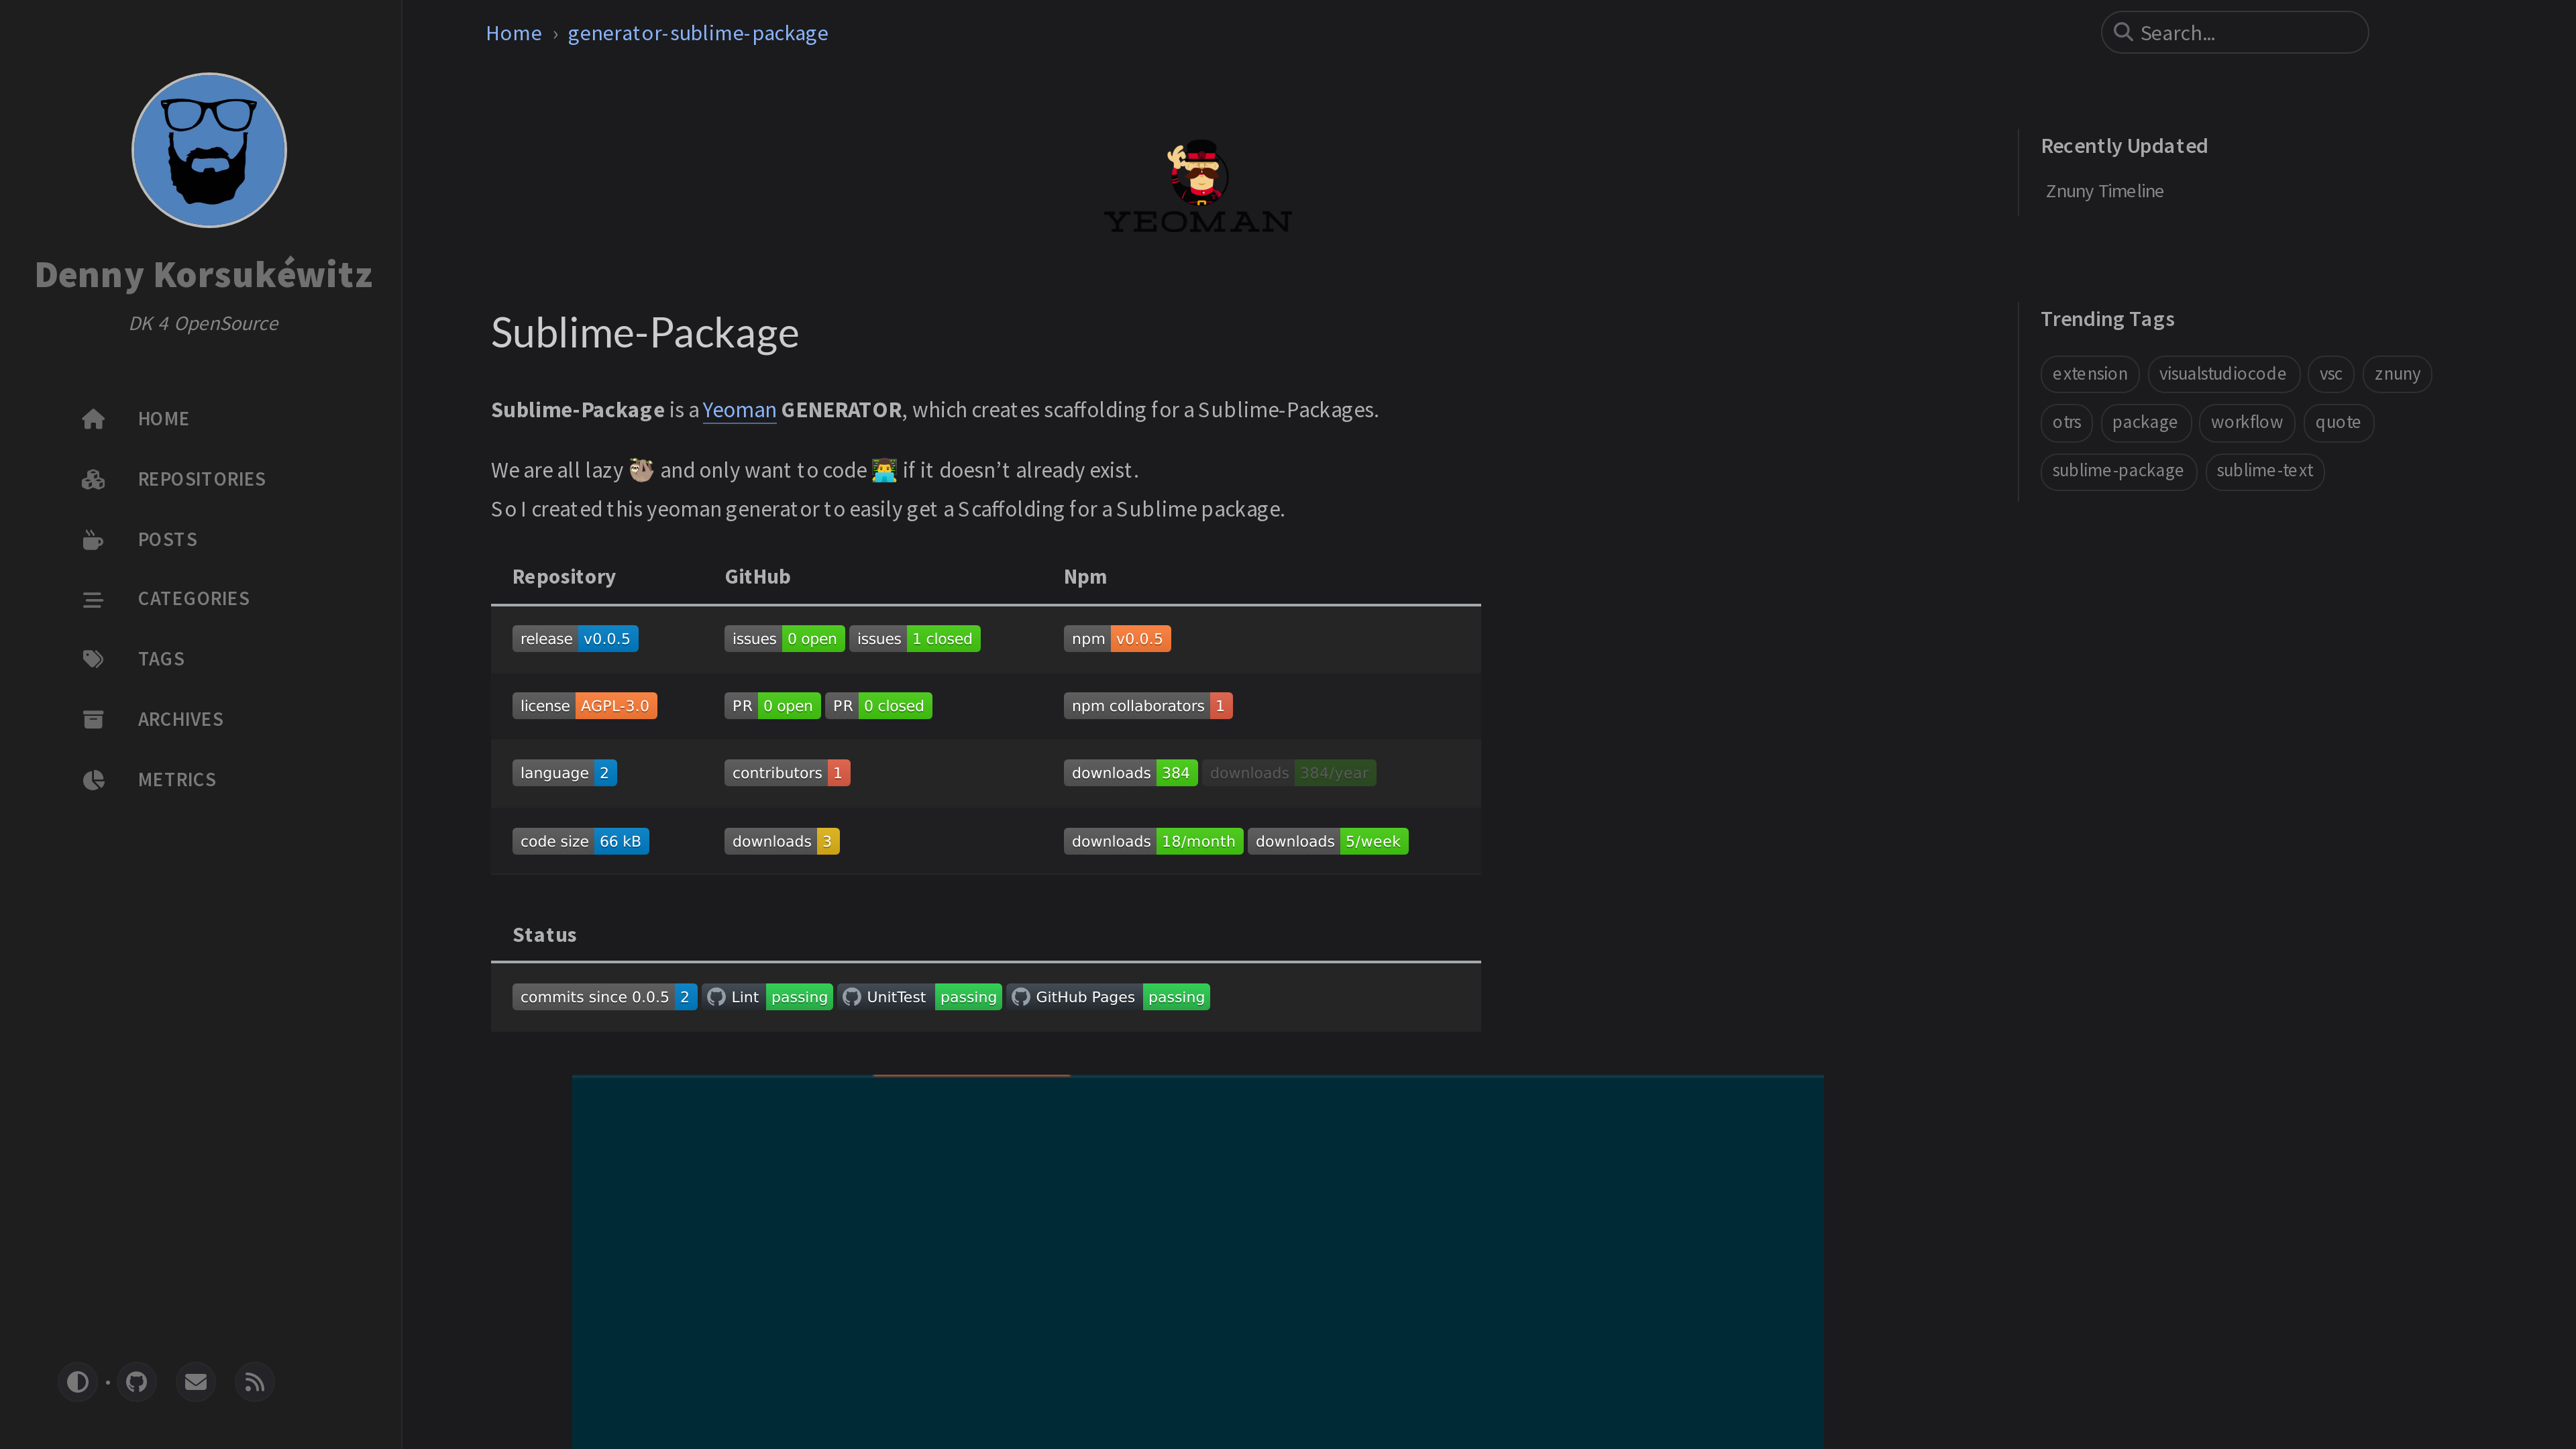 Home › generator-sublime-package
Search...
Denny Korsukéwitz
DK 4 OpenSource
HOME
REPOSITORIES
POSTS
CATEGORIES
TAGS
ARCHIVES
METRICS
YEOMAN
Sublime-Package
Sublime-Package is a Yeoman GENERATOR, which creates scaffolding for a Sublime-Packages.
We are all lazy 🦥 and only want to code 👨‍💻 if it doesn’t already exist.
So I created this yeoman generator to easily get a Scaffolding for a Sublime package.
Repository GitHub Npm
release v0.0.5 issues 0 open issues 1 closed npm v0.0.5
license AGPL-3.0 PR 0 open PR 0 closed npm collaborators 1
language 2 contributors 1 downloads 384 downloads 384/year
code size 66 kB downloads 3 downloads 18/month downloads 5/week
Status
commits since 0.0.5 2 Lint passing UnitTest passing GitHub Pages passing
Recently Updated
Znuny Timeline
Trending Tags
extension visualstudiocode vsc znuny
otrs package workflow quote
sublime-package sublime-text